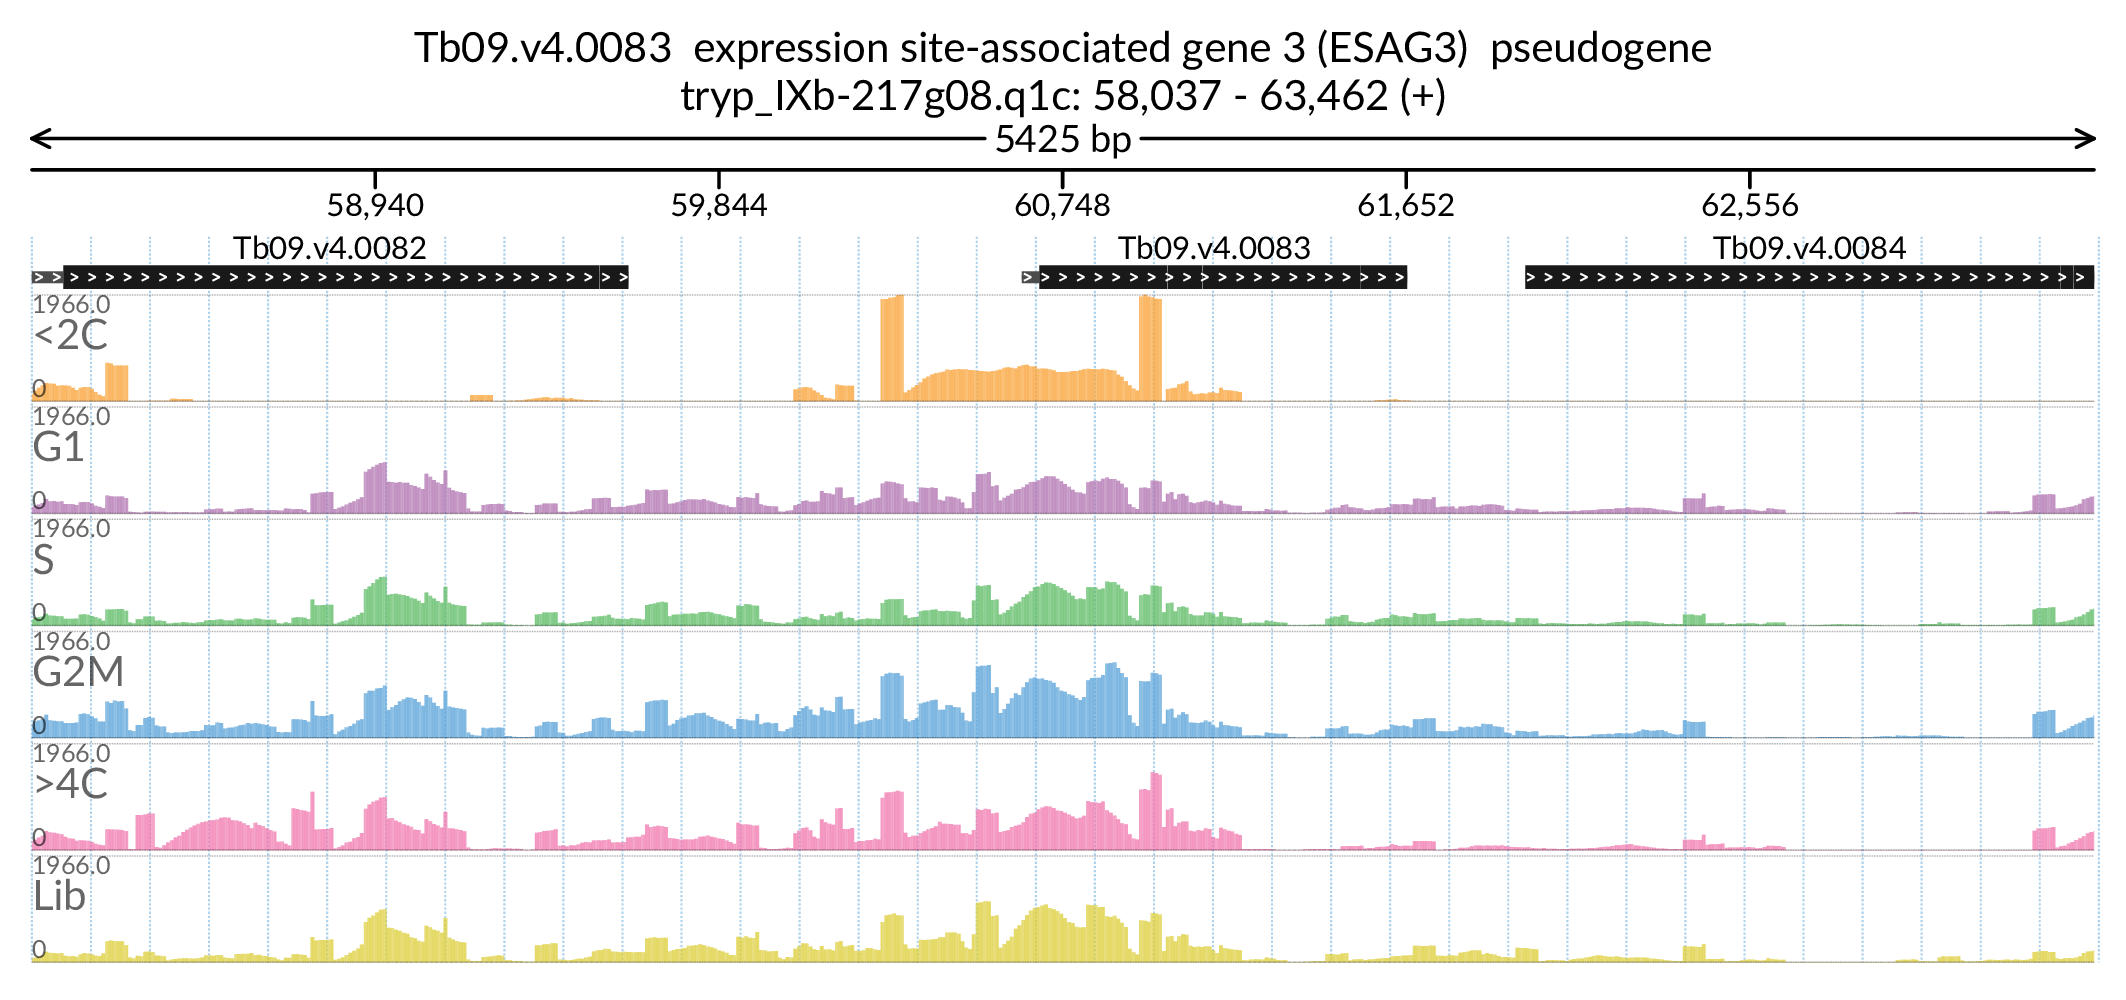 Tb09.v4.0083 expression site-associated gene 3 (ESAG3) pseudogene
tryp_IXb-217g08.q1c: 58,037 - 63,462 (+)
5425 bp
58,940 59,844 60,748 61,652 62,556
Tb09.v4.0082 Tb09.v4.0083 Tb09.v4.0084
1966.0
<2C
0
1966.0
G1
0
1966.0
S
0
1966.0
G2M
0
1966.0
>4C
0
1966.0
Lib
0